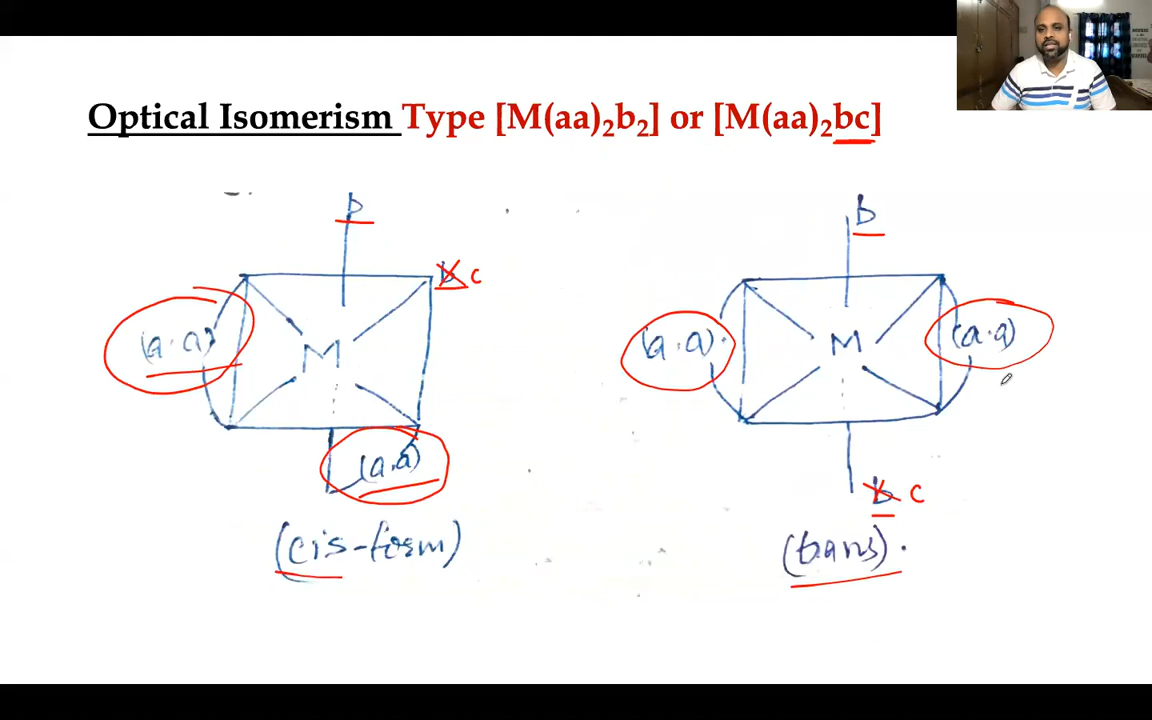 Optical Isomerism Type [M(aa)₂b₂] or [M(aa)₂bc]
b
b c
(a.a)
M
(a.a)
(cis-form)
b
(a.a).
M
(a.a)
b c
(trans).